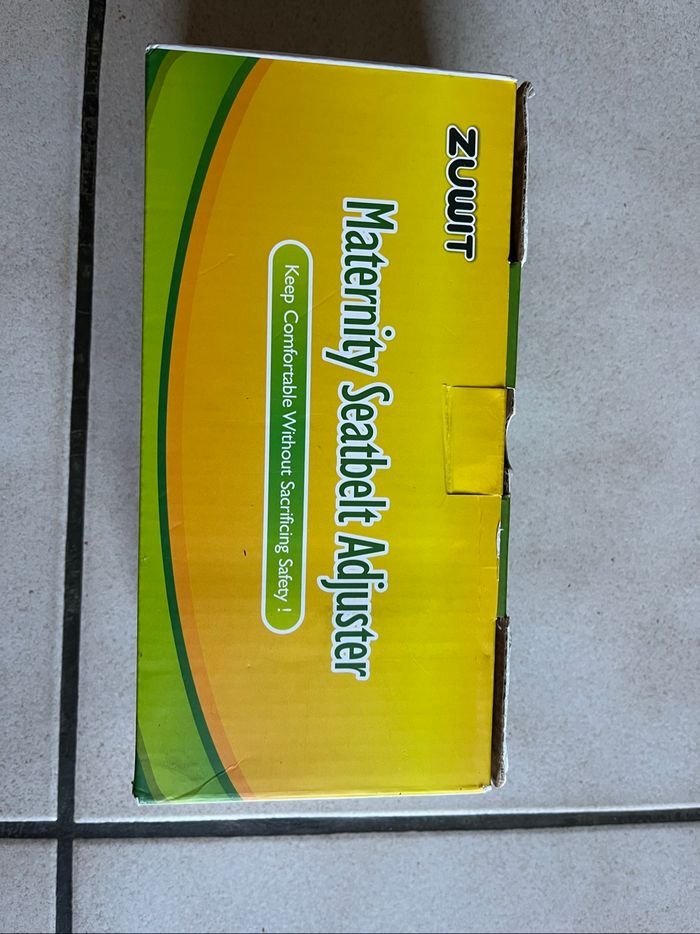 ZUWIT
Maternity Seatbelt Adjuster
Keep Comfortable Without Sacrificing Safety !